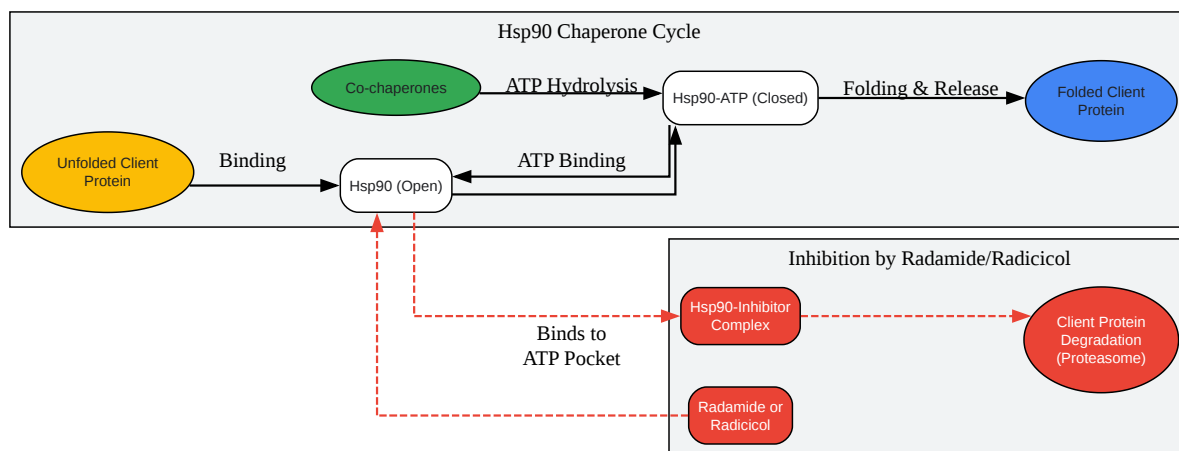 Hsp90 Chaperone Cycle
Co-chaperones
ATP Hydrolysis
Hsp90-ATP (Closed)
Folding & Release
Folded Client
Protein
Unfolded Client
Protein
Binding
Hsp90 (Open)
ATP Binding
Inhibition by Radamide/Radicicol
Binds to
ATP Pocket
Hsp90-Inhibitor
Complex
Client Protein
Degradation
(Proteasome)
Radamide or
Radicicol